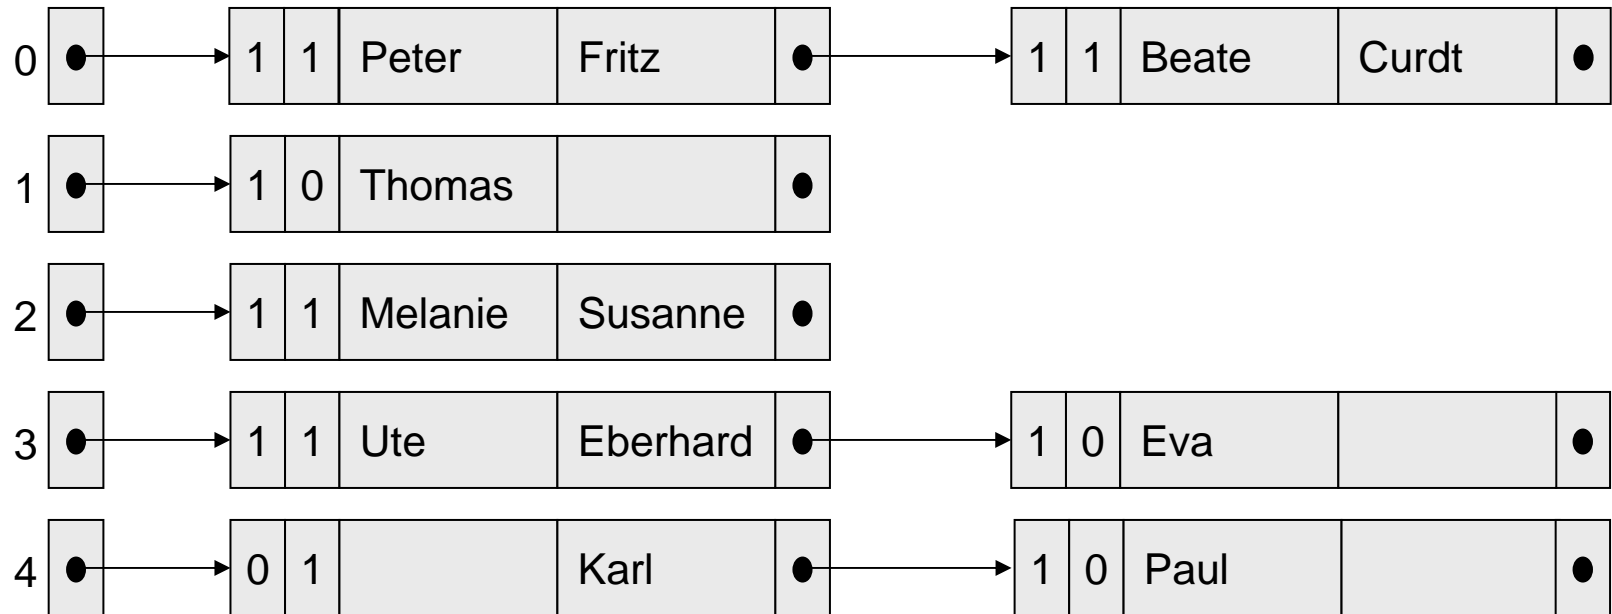 0 1 1 Peter Fritz 1 1 Beate Curdt
1 1 0 Thomas
2 1 1 Melanie Susanne
3 1 1 Ute Eberhard 1 0 Eva
4 0 1 Karl 1 0 Paul